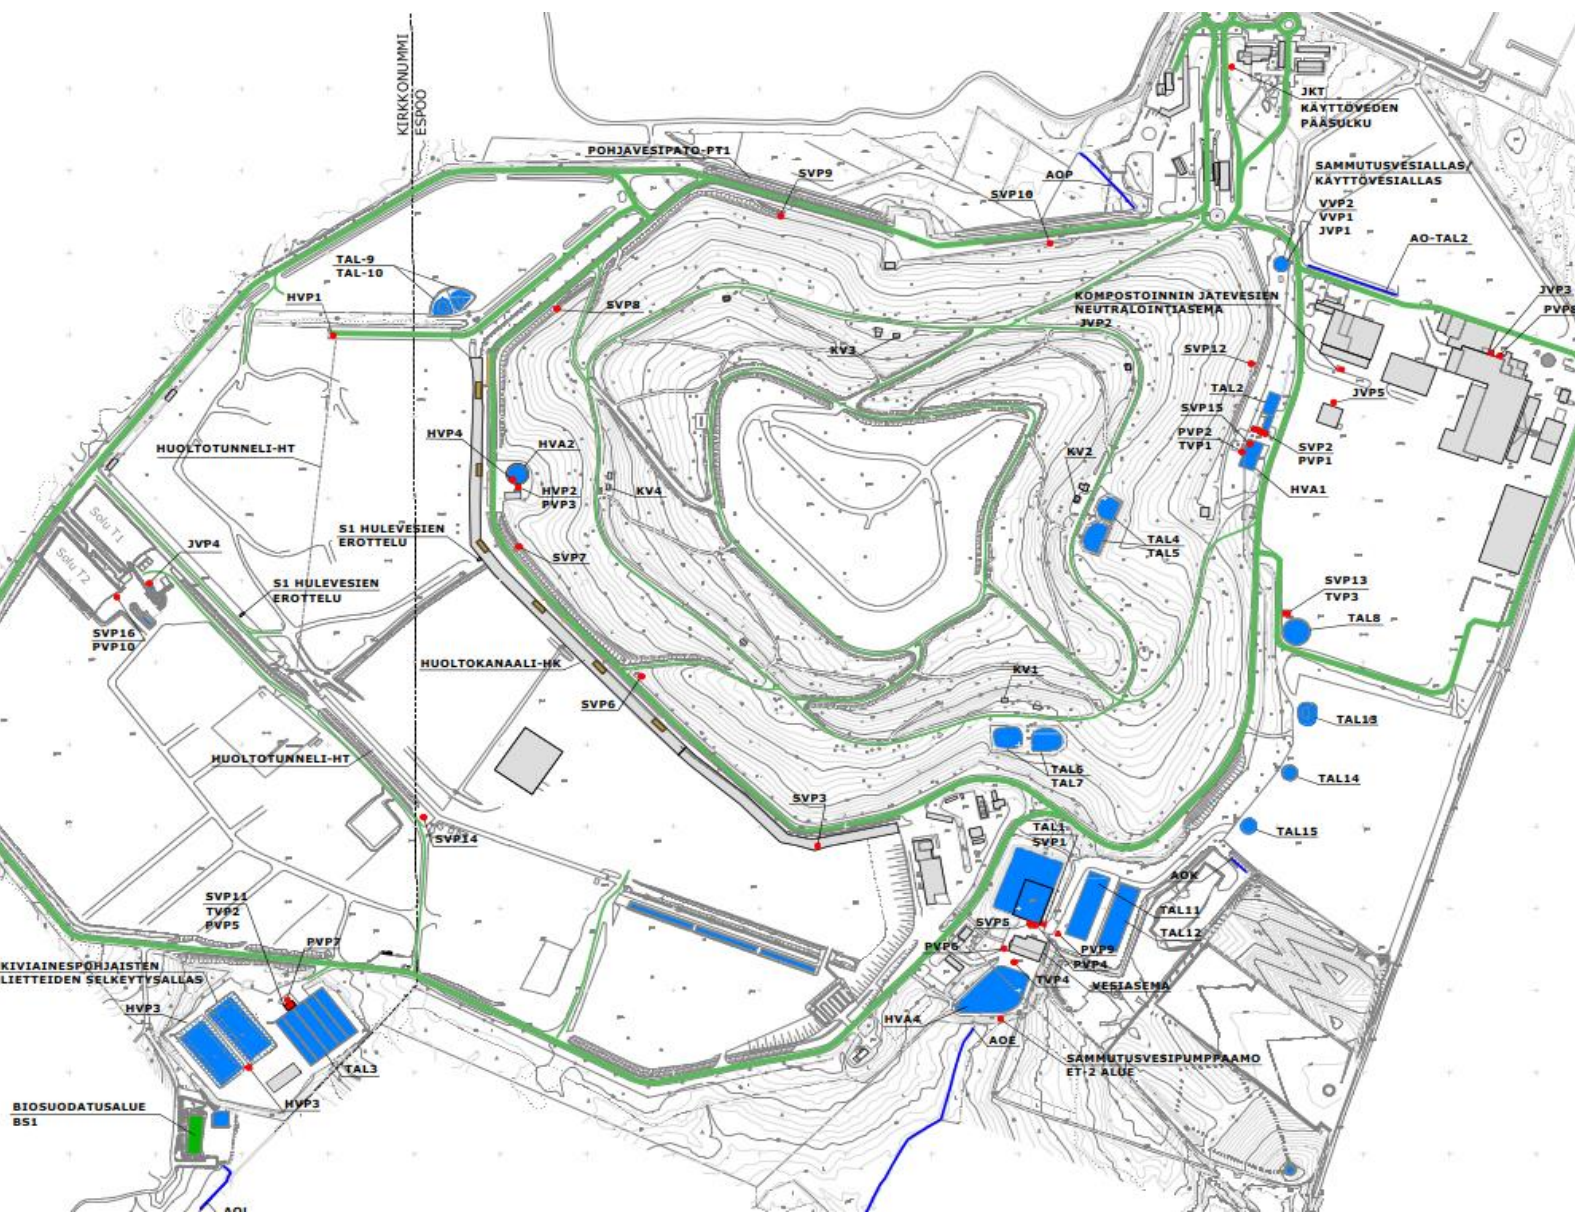 KIRKKONUMMI
ESPOO
JKT
KÄYTTÖVEDEN
PÄÄSULKU
POHJAVESIPATO-PT1
SVP9
AOP
SVP10
SAMMUTUSVESIALLAS/
KÄYTTÖVESIALLAS
VVP2
VVP1
JVP1
AO-TAL2
TAL-9
TAL-10
HVP1
SVP8
KOMPOSTOINNIN JÄTEVESIEN
NEUTRALOINTIASEMA
JVP2
JVP3
PVP8
KV3
SVP12
TAL2
JVP5
SVP15
PVP2
TVP1
SVP2
PVP1
HVP4
HVA2
HUOLTOTUNNELI-HT
KV2
HVP2
PVP3
KV4
HVA1
Solu T1
Solu T2
S1 HULEVESIEN
EROTTELU
JVP4
SVP7
TAL4
TAL5
S1 HULEVESIEN
EROTTELU
SVP13
TVP3
TAL8
SVP16
PVP10
HUOLTOKANAALI-HK
KV1
SVP6
TAL13
HUOLTOTUNNELI-HT
TAL6
TAL7
TAL14
SVP3
TAL1
SVP1
TAL15
SVP14
AOK
SVP11
TVP2
PVP5
TAL11
SVP5
TAL12
PVP7
PVP6
PVP9
PVP4
KIVIAINESPOHJAISTEN
LIETTEIDEN SELKEYTYSALLAS
TVP4
VESIASEMA
HVP3
HVA4
AOE
SAMMUTUSVESIPUMPPAAMO
ET-2 ALUE
TAL3
HVP3
BIOSUODATUSALUE
BS1